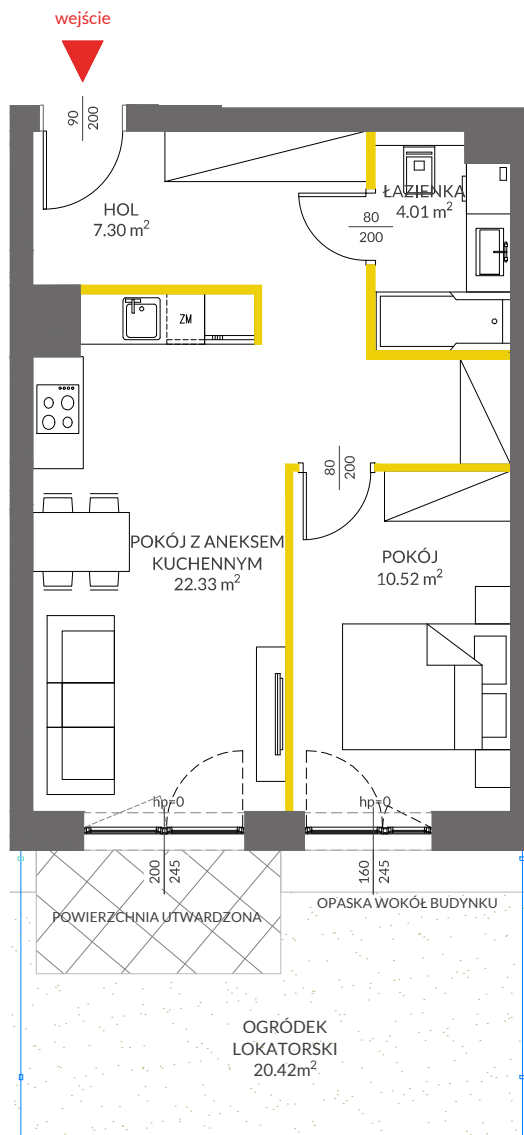 wejście
90
200
HOL
7.30 m²
80
200
ŁAZIENKA
4.01 m²
ZM
80
200
POKÓJ Z ANEKSEM
KUCHENNYM
22.33 m²
POKÓJ
10.52 m²
hp=0
hp=0
200
245
160
245
POWIERZCHNIA UTWARDZONA
OPASKA WOKÓŁ BUDYNKU
OGRÓDEK
LOKATORSKI
20.42m²